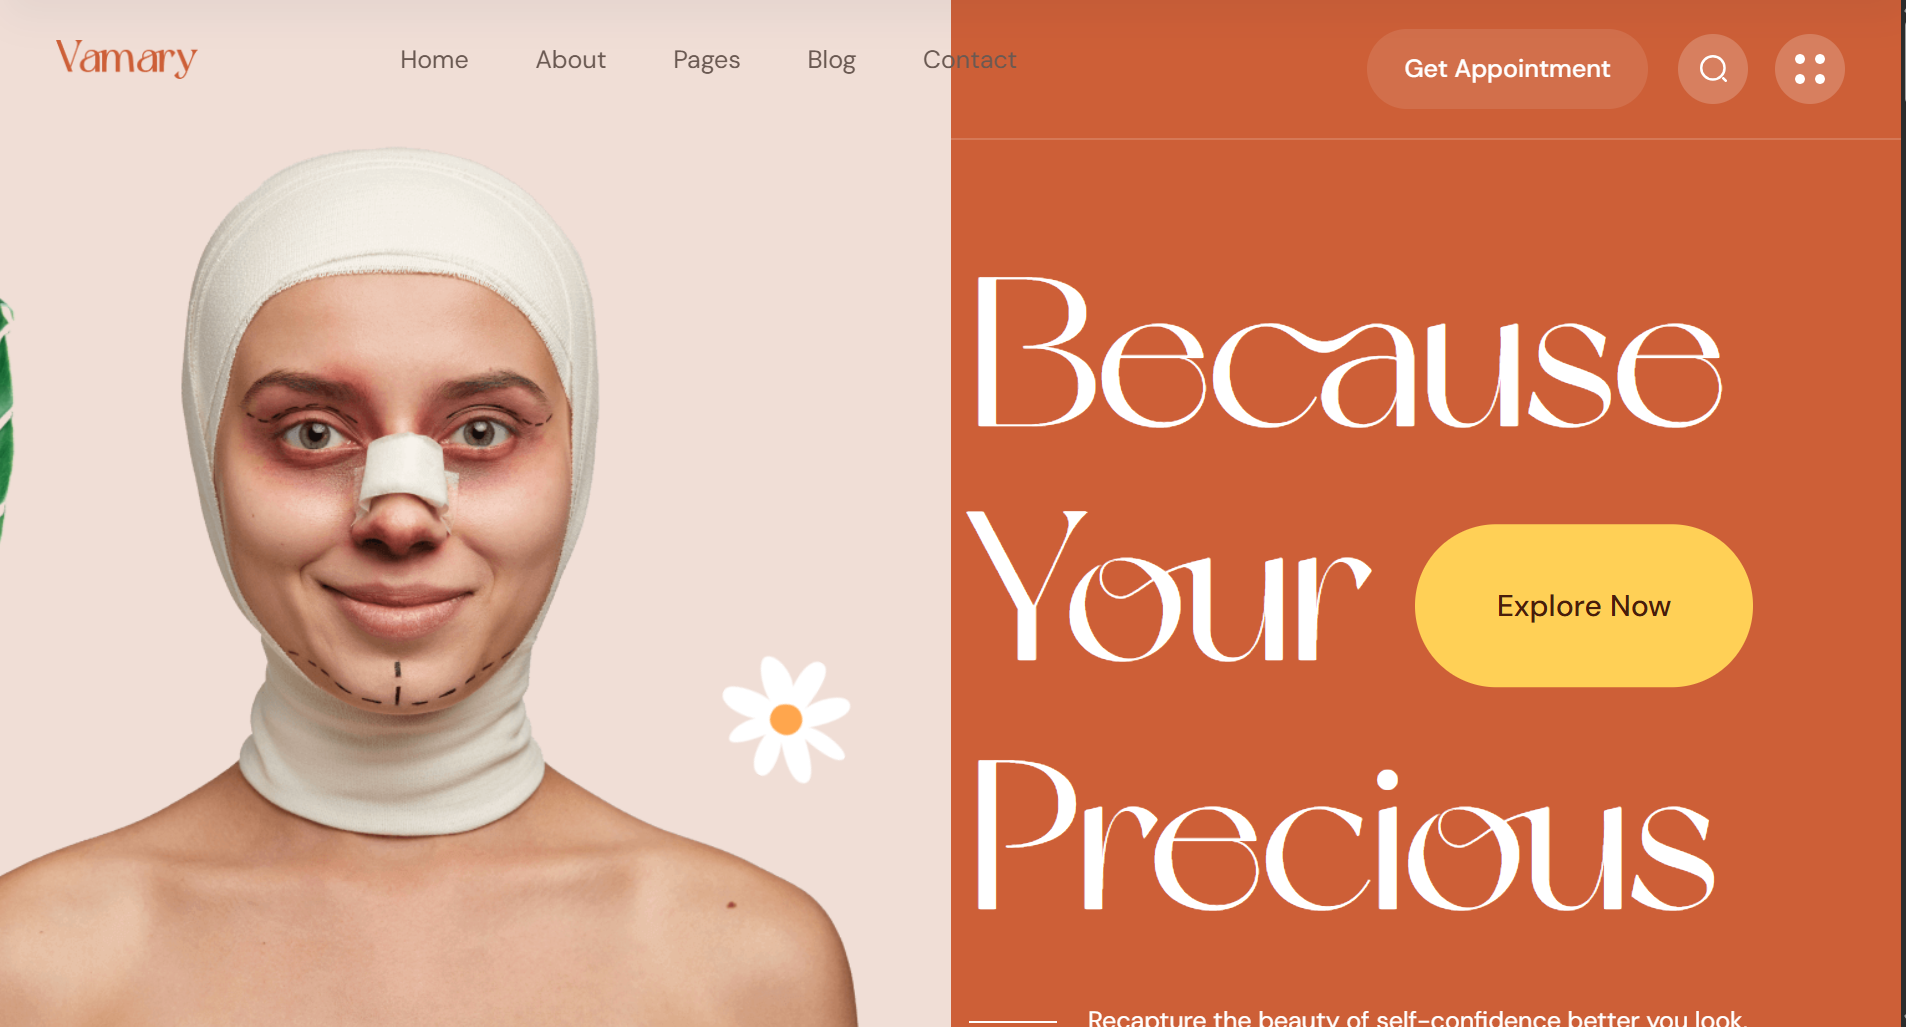 Vamary
Home About Pages Blog Contact
Get Appointment
Because
Your
Explore Now
Precious
Recapture the beauty of self-confidence better you look